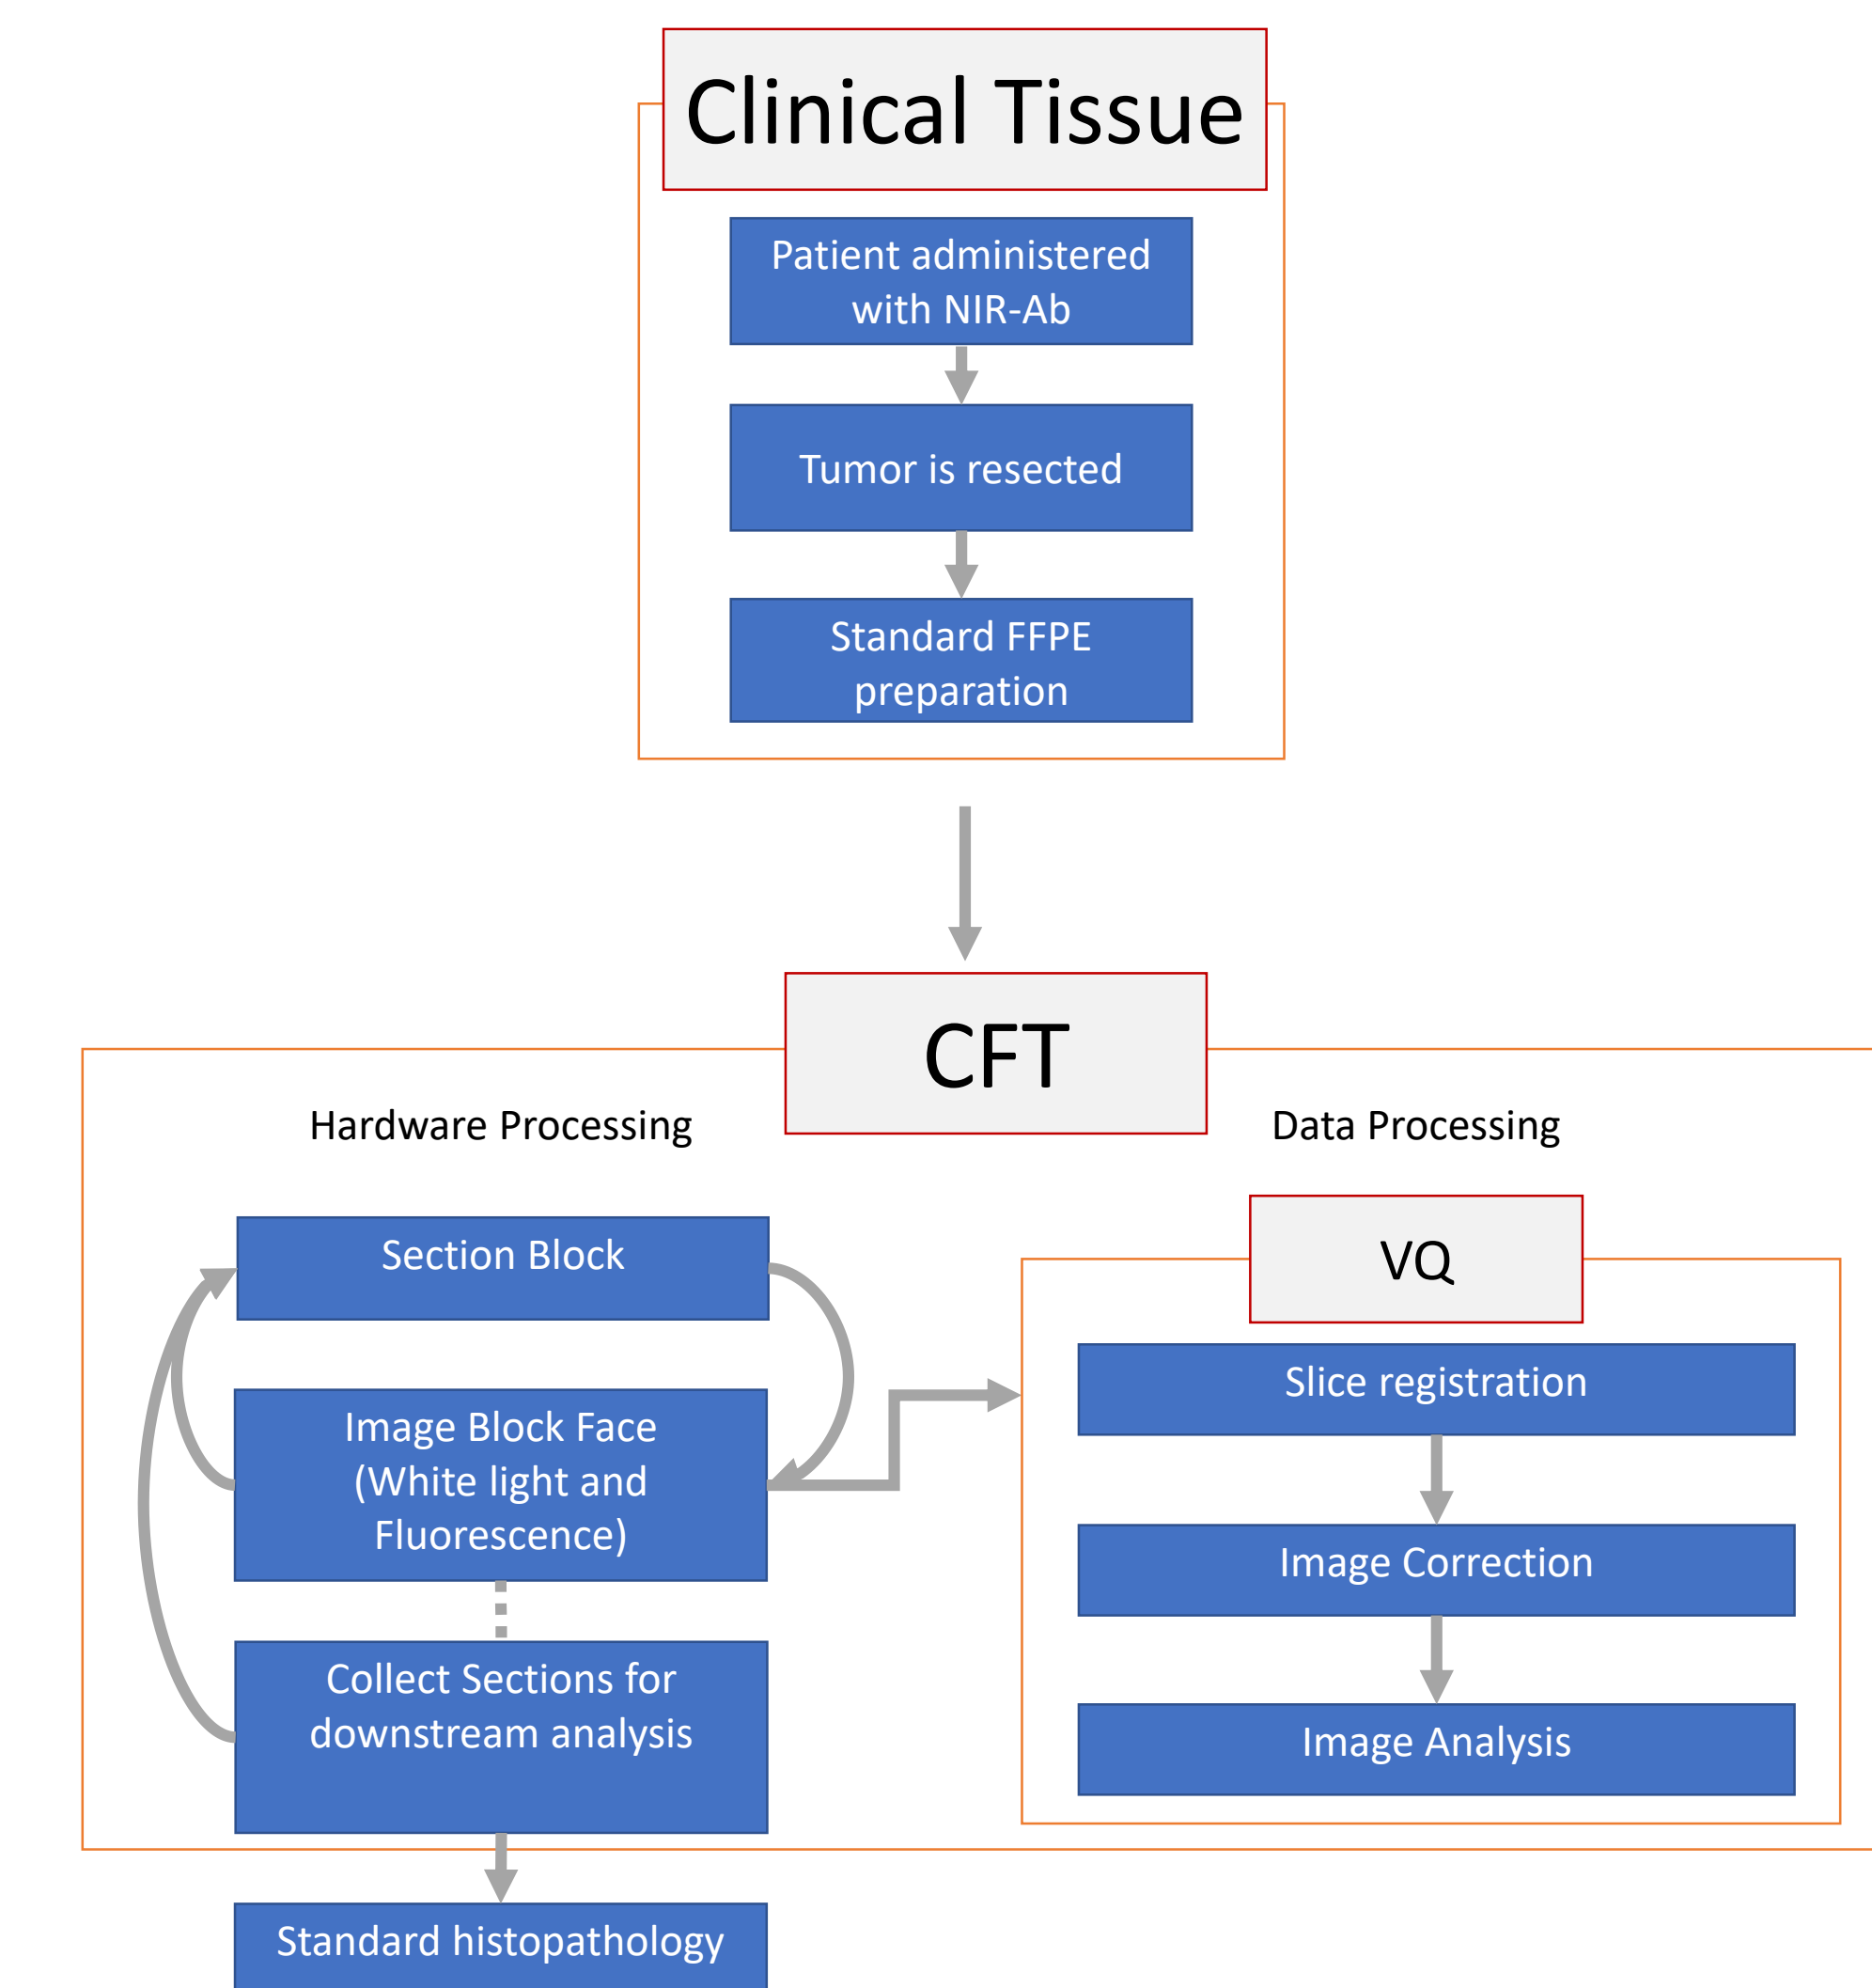 Clinical Tissue
Patient administered
with NIR-Ab
Tumor is resected
Standard FFPE
preparation
CFT
Hardware Processing
Data Processing
Section Block
Image Block Face
(White light and
Fluorescence)
Collect Sections for
downstream analysis
Standard histopathology
VQ
Slice registration
Image Correction
Image Analysis